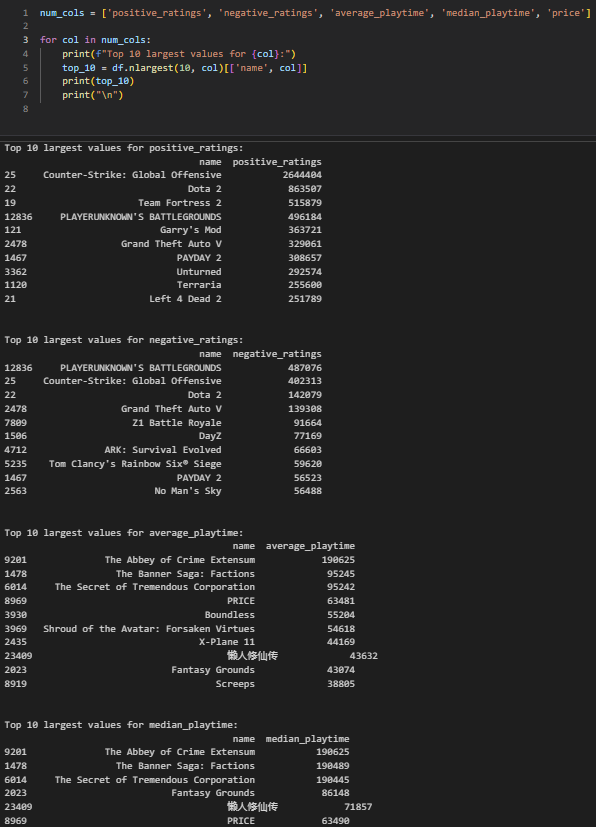 1 num_cols = ['positive_ratings', 'negative_ratings', 'average_playtime', 'median_playtime', 'price']
2
3 for col in num_cols:
4 print(f"Top 10 largest values for {col}:")
5 top_10 = df.nlargest(10, col)[['name', col]]
6 print(top_10)
7 print("\n")
8
Top 10 largest values for positive_ratings:
name positive_ratings
25 Counter-Strike: Global Offensive 2644404
22 Dota 2 863507
19 Team Fortress 2 515879
12836 PLAYERUNKNOWN'S BATTLEGROUNDS 496184
121 Garry's Mod 363721
2478 Grand Theft Auto V 329061
1467 PAYDAY 2 308657
3362 Unturned 292574
1120 Terraria 255600
21 Left 4 Dead 2 251789
Top 10 largest values for negative_ratings:
name negative_ratings
12836 PLAYERUNKNOWN'S BATTLEGROUNDS 487076
25 Counter-Strike: Global Offensive 402313
22 Dota 2 142079
2478 Grand Theft Auto V 139308
7809 Z1 Battle Royale 91664
1506 DayZ 77169
4712 ARK: Survival Evolved 66603
5235 Tom Clancy's Rainbow Six® Siege 59620
1467 PAYDAY 2 56523
2563 No Man's Sky 56488
Top 10 largest values for average_playtime:
name average_playtime
9201 The Abbey of Crime Extensum 190625
1478 The Banner Saga: Factions 95245
6014 The Secret of Tremendous Corporation 95242
8969 PRICE 63481
3930 Boundless 55204
3969 Shroud of the Avatar: Forsaken Virtues 54618
2435 X-Plane 11 44169
23409 懒人修仙传 43632
2023 Fantasy Grounds 43074
8919 Screeps 38805
Top 10 largest values for median_playtime:
name median_playtime
9201 The Abbey of Crime Extensum 190625
1478 The Banner Saga: Factions 190489
6014 The Secret of Tremendous Corporation 190445
2023 Fantasy Grounds 86148
23409 懒人修仙传 71857
8969 PRICE 63490